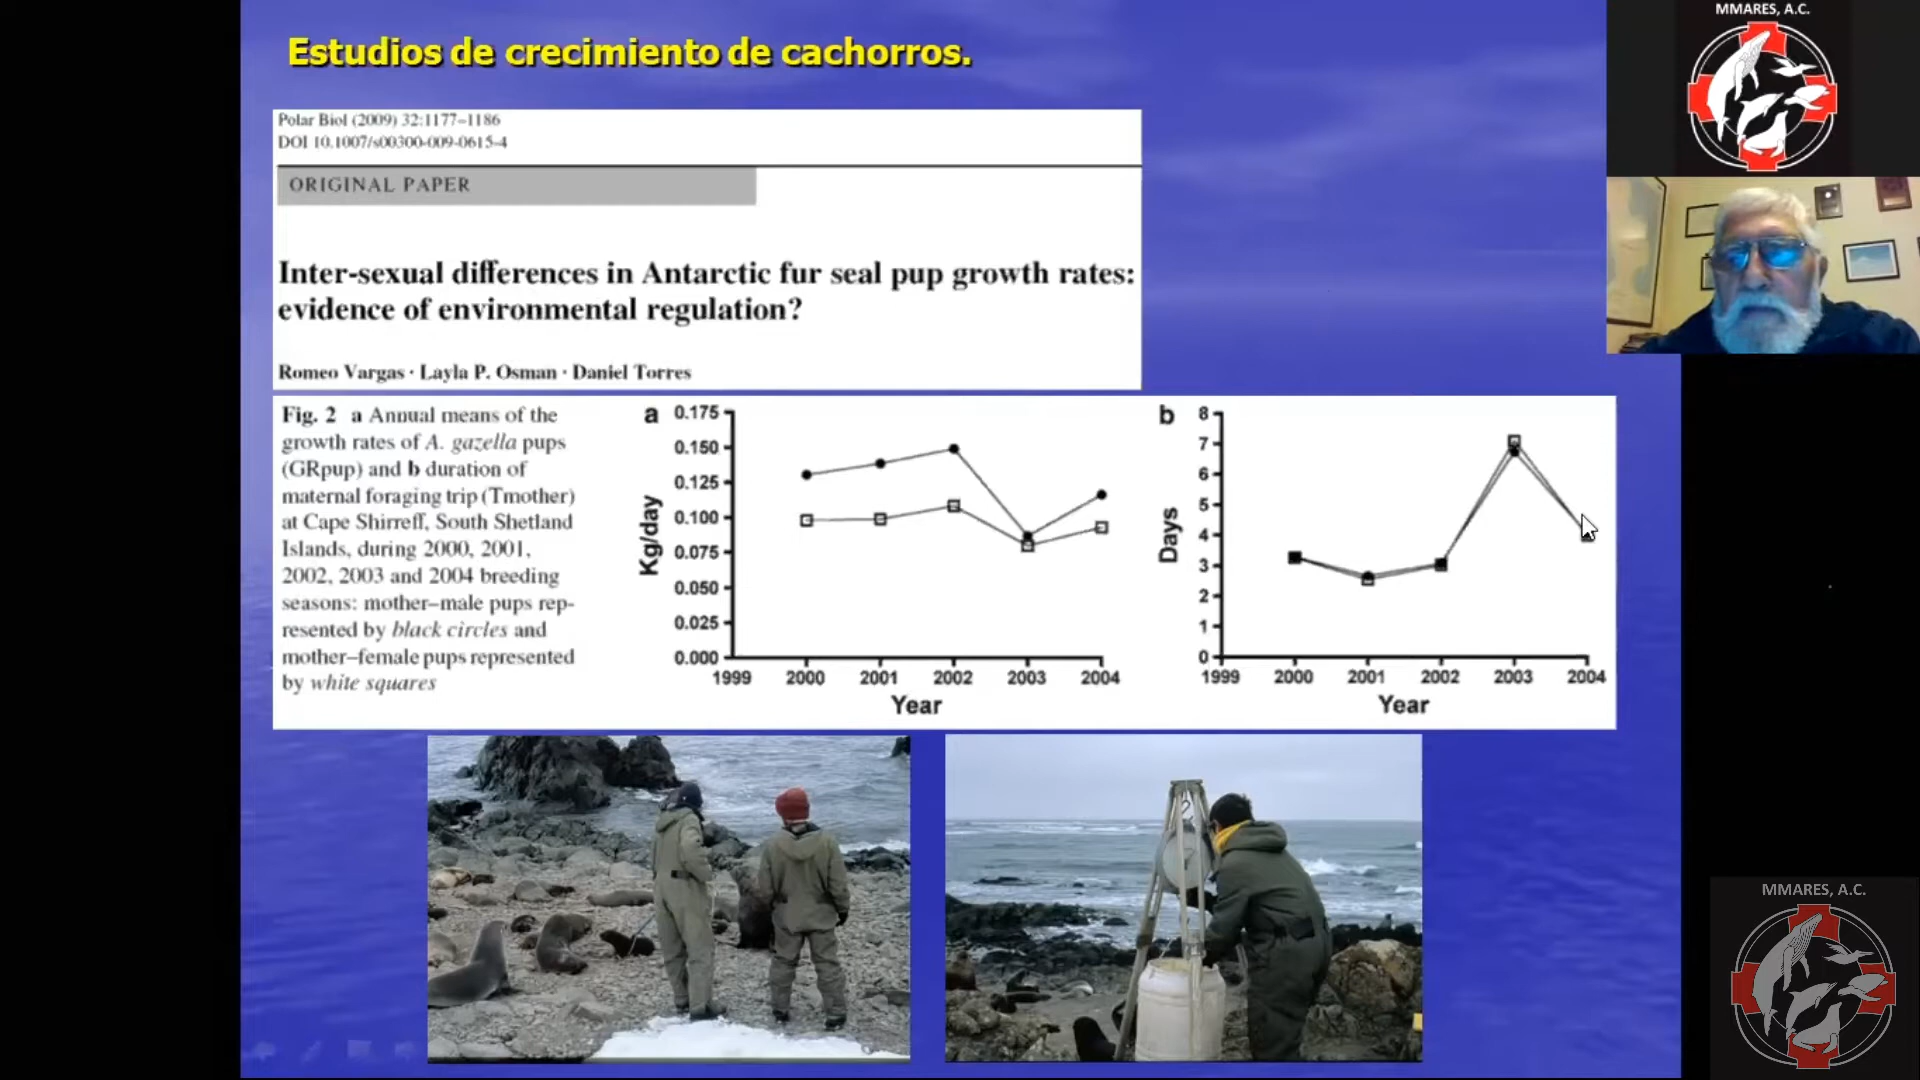 Estudios de crecimiento de cachorros.
MMARES, A.C.
Polar Biol (2009) 32:1177–1186
DOI 10.1007/s00300-009-0615-4
ORIGINAL PAPER
Inter-sexual differences in Antarctic fur seal pup growth rates:
evidence of environmental regulation?
Romeo Vargas · Layla P. Osman · Daniel Torres
Fig. 2 a Annual means of the
growth rates of A. gazella pups
(GRpup) and b duration of
maternal foraging trip (Tmother)
at Cape Shirreff, South Shetland
Islands, during 2000, 2001,
2002, 2003 and 2004 breeding
seasons: mother–male pups rep-
resented by black circles and
mother–female pups represented
by white squares
a
0.175
0.150
0.125
0.100
0.075
0.050
0.025
0.000
Kg/day
1999 2000 2001 2002 2003 2004
Year
b
8
7
6
5
4
3
2
1
0
Days
1999 2000 2001 2002 2003 2004
Year
MMARES, A.C.